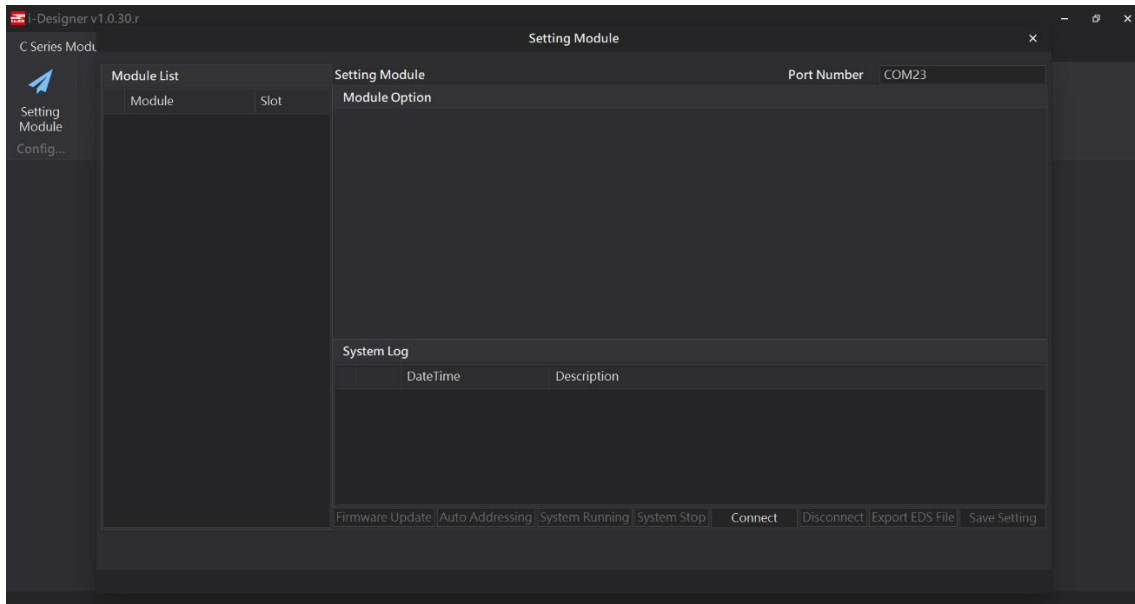 i-Designer v1.0.30.r
Setting Module
C Series Modu
Setting
Module
Config...
Module List
Module Slot
Setting Module Port Number COM23
Module Option
System Log
DateTime Description
Firmware Update Auto Addressing System Running System Stop Connect Disconnect Export EDS File Save Setting